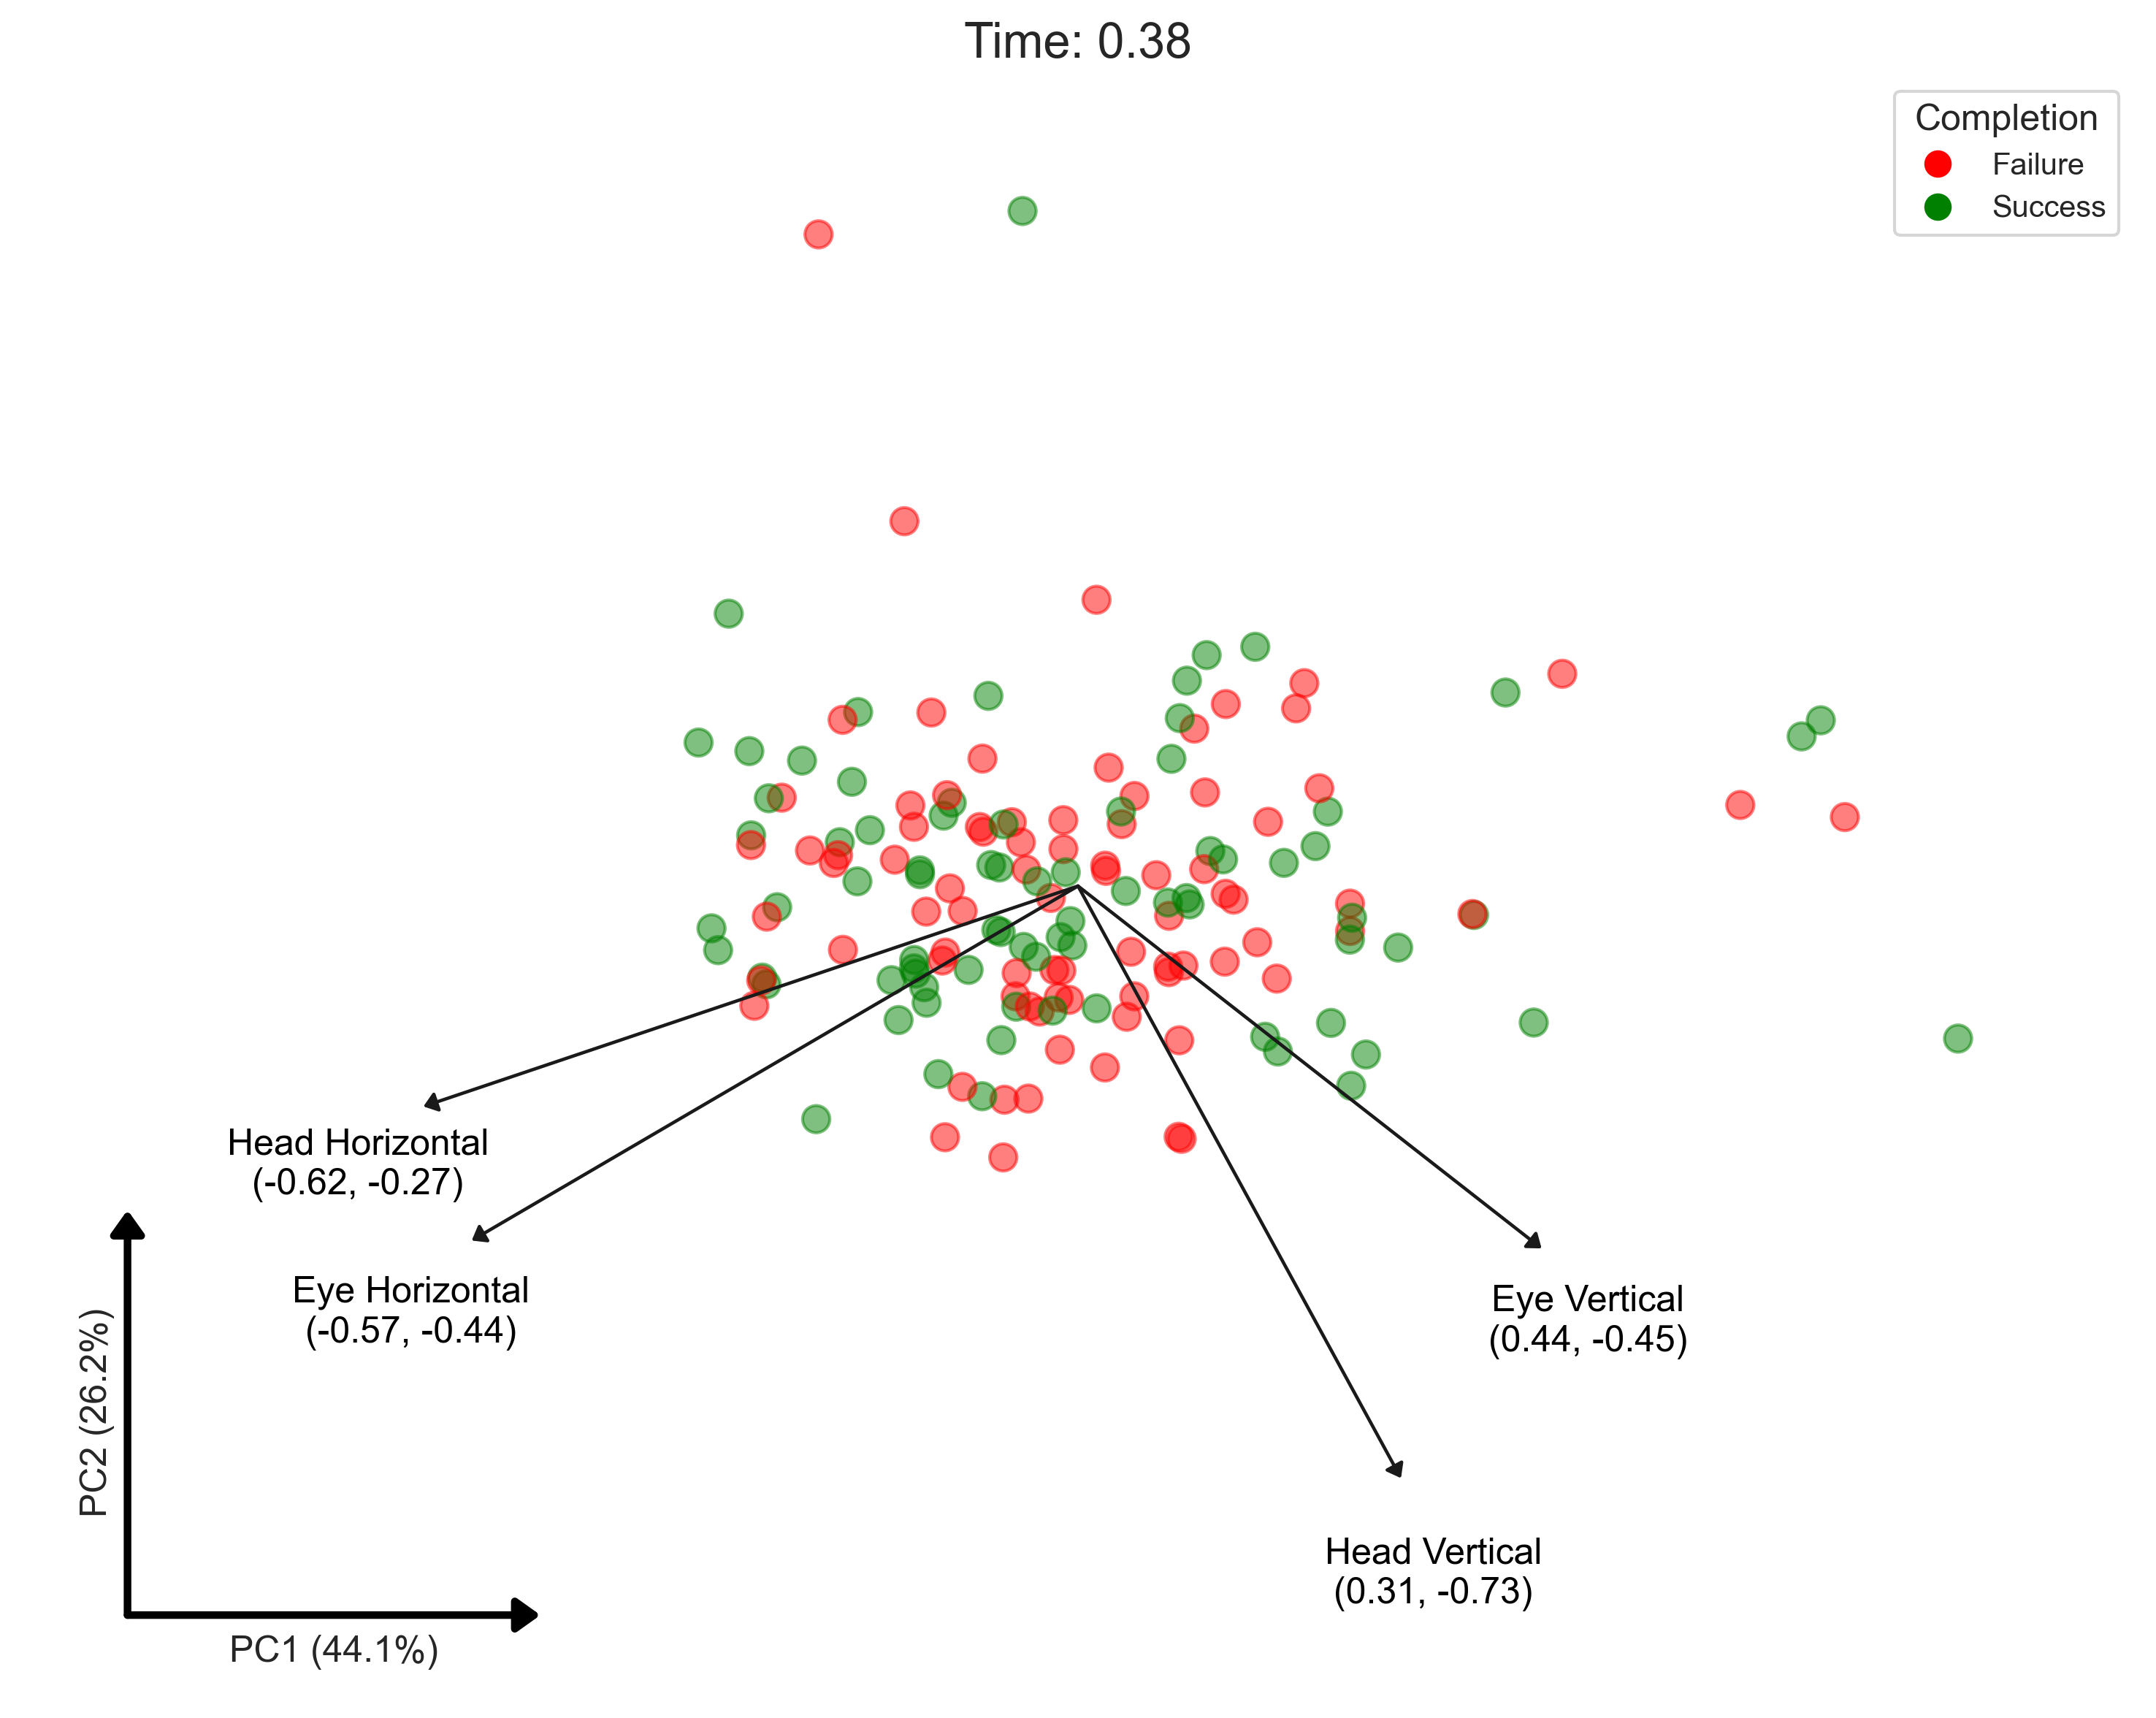 Time: 0.38
Completion
Failure
Success
Head Horizontal
(-0.62, -0.27)
Eye Horizontal
(-0.57, -0.44)
Eye Vertical
(0.44, -0.45)
Head Vertical
(0.31, -0.73)
PC2 (26.2%)
PC1 (44.1%)